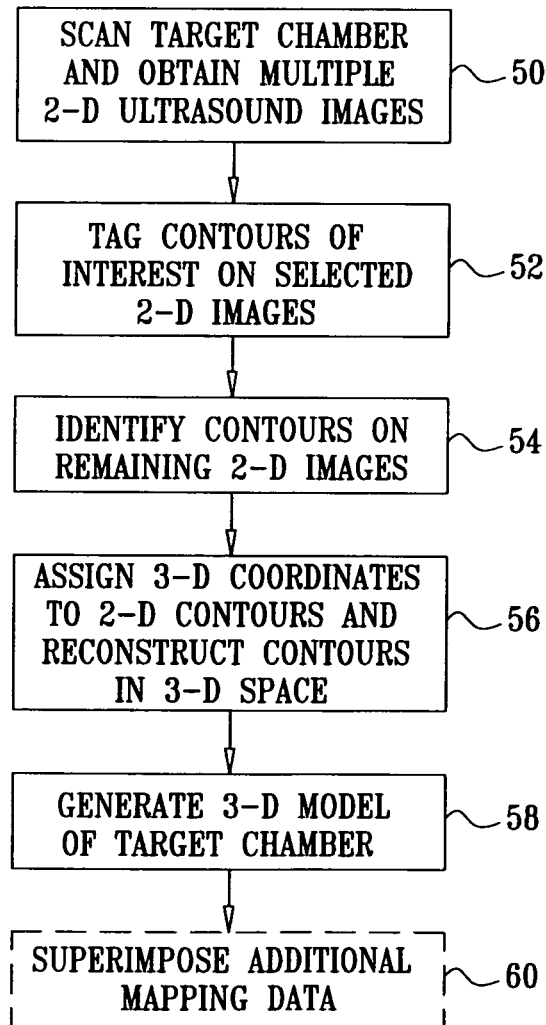 SCAN TARGET CHAMBER
AND OBTAIN MULTIPLE
2-D ULTRASOUND IMAGES
50
TAG CONTOURS OF
INTEREST ON SELECTED
2-D IMAGES
52
IDENTIFY CONTOURS ON
REMAINING 2-D IMAGES
54
ASSIGN 3-D COORDINATES
TO 2-D CONTOURS AND
RECONSTRUCT CONTOURS
IN 3-D SPACE
56
GENERATE 3-D MODEL
OF TARGET CHAMBER
58
SUPERIMPOSE ADDITIONAL
MAPPING DATA
60